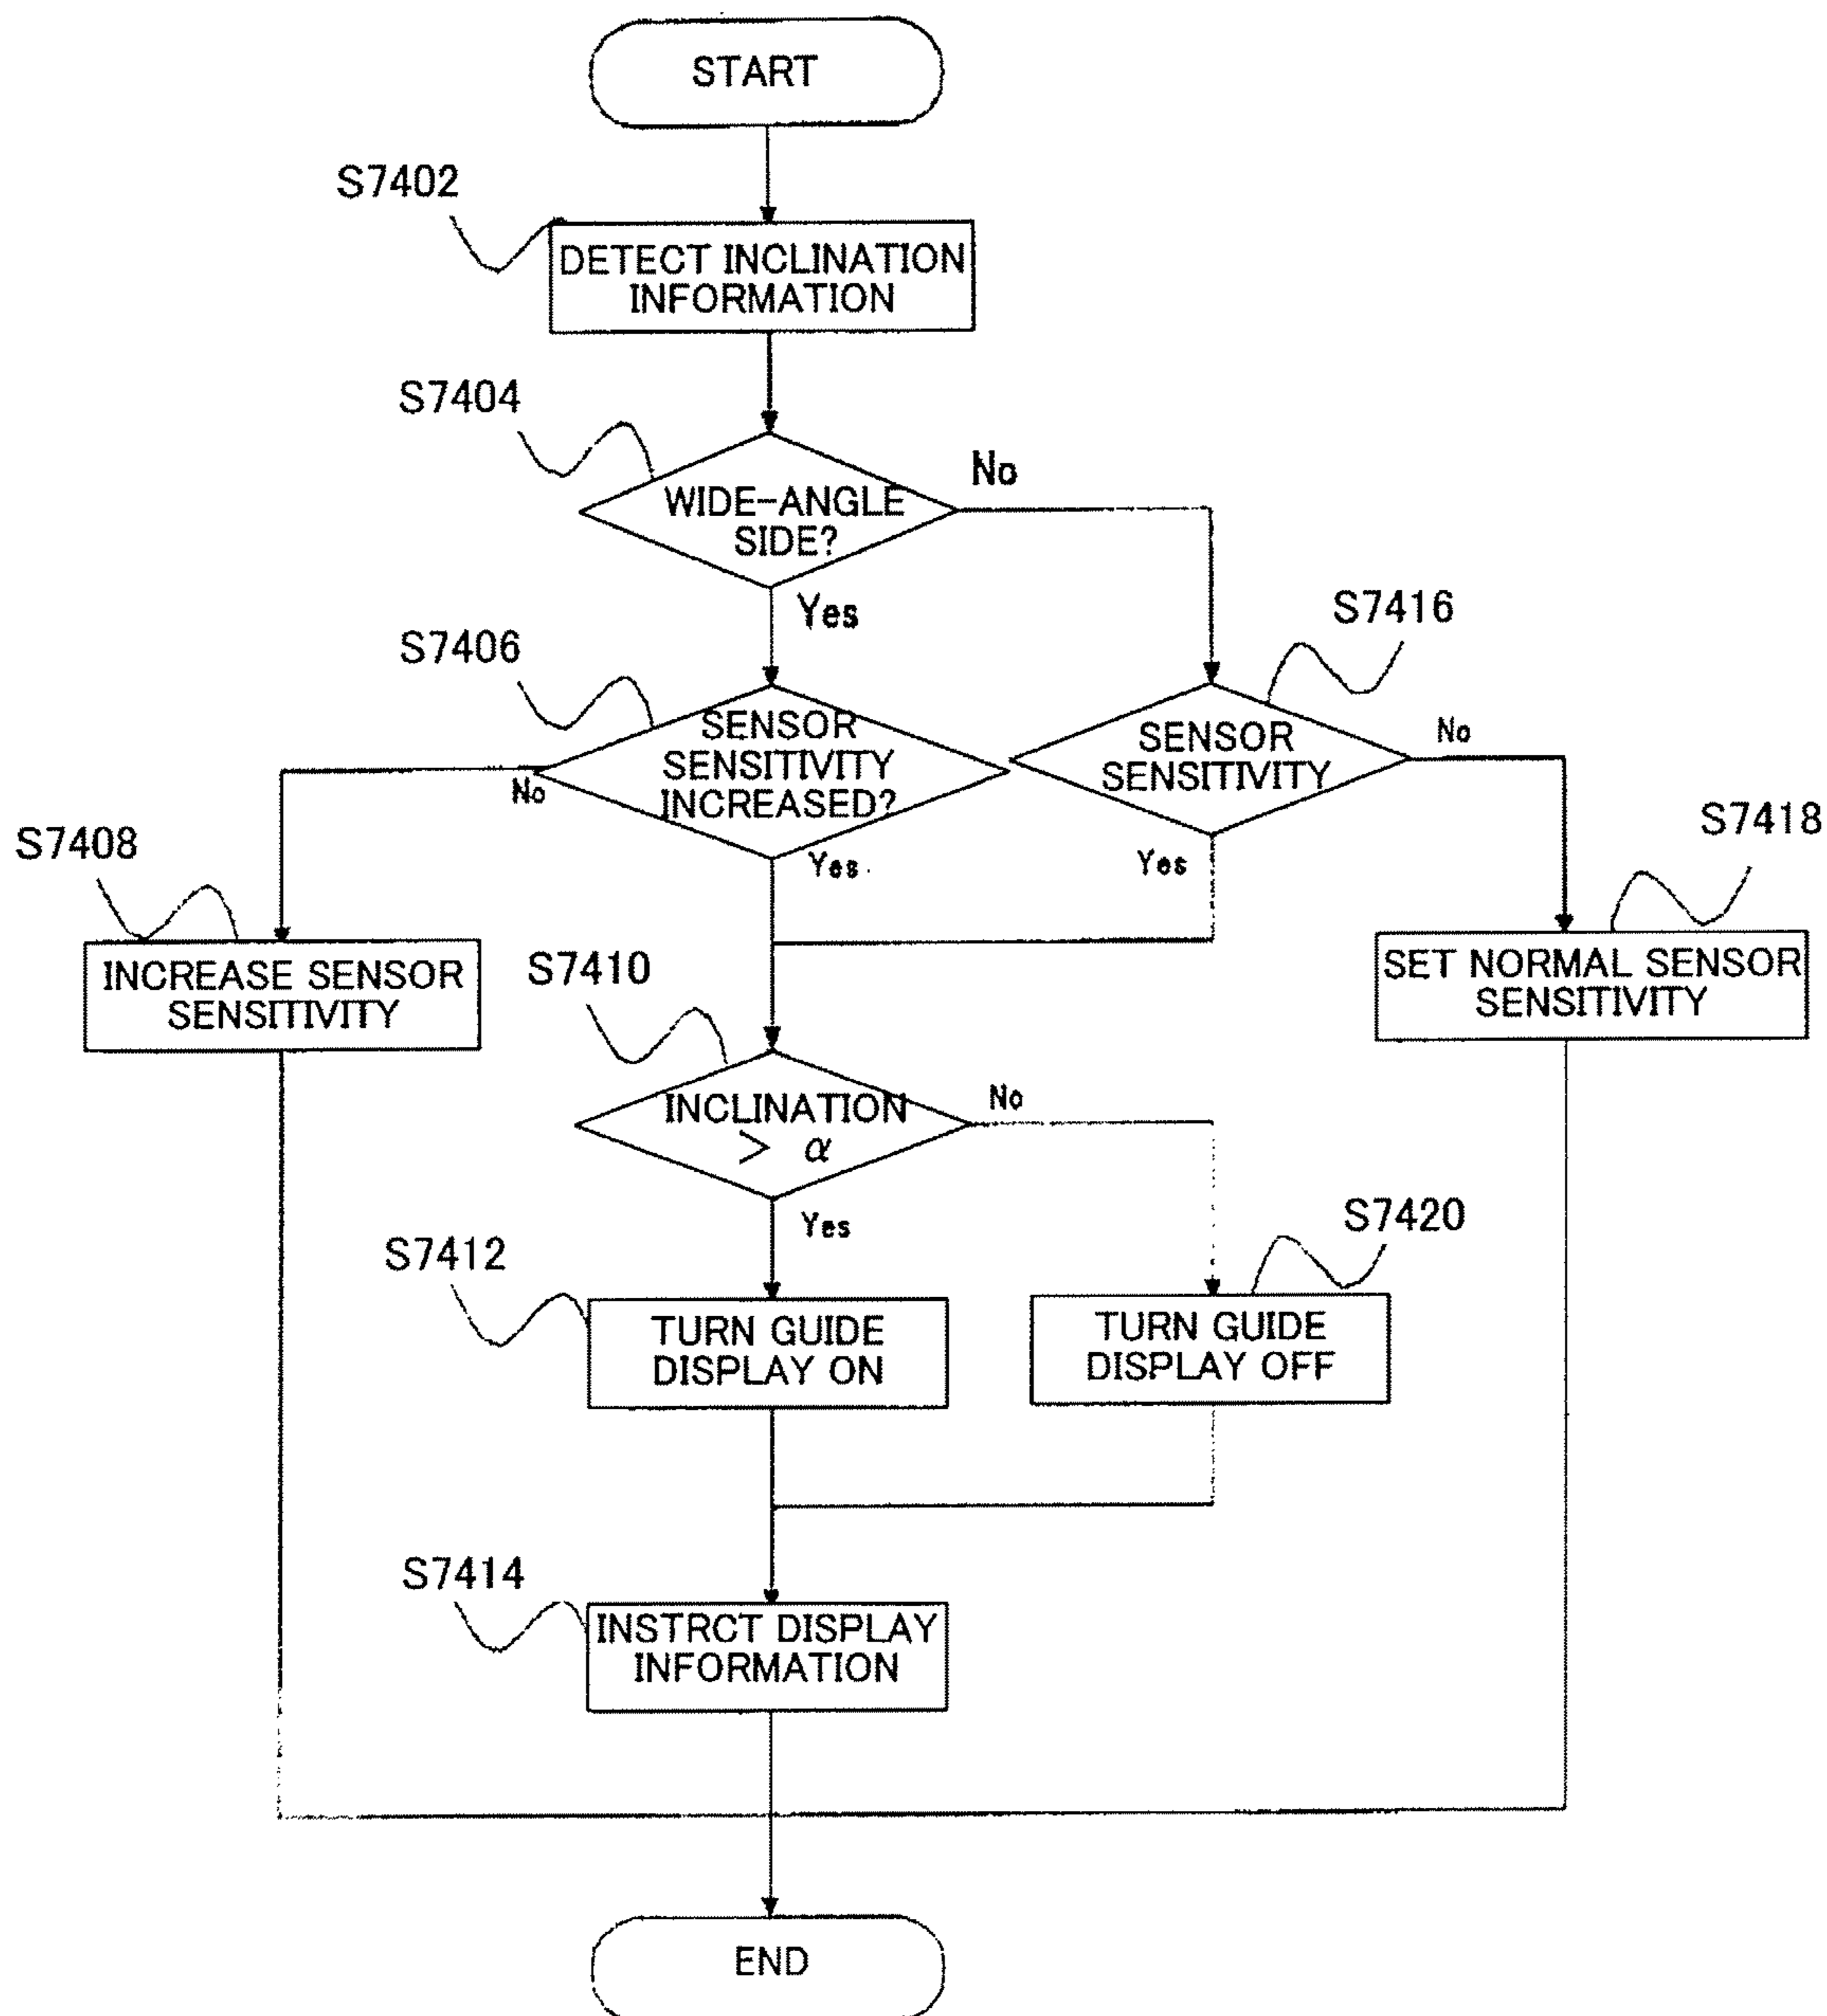 START
S7402
DETECT INCLINATION
INFORMATION
S7404
WIDE-ANGLE
SIDE?
No
Yes
S7406
SENSOR
SENSITIVITY
INCREASED?
No
Yes
S7416
SENSOR
SENSITIVITY
No
Yes
S7408
INCREASE SENSOR
SENSITIVITY
S7418
SET NORMAL SENSOR
SENSITIVITY
S7410
INCLINATION
> α
No
Yes
S7412
TURN GUIDE
DISPLAY ON
S7420
TURN GUIDE
DISPLAY OFF
S7414
INSTRCT DISPLAY
INFORMATION
END